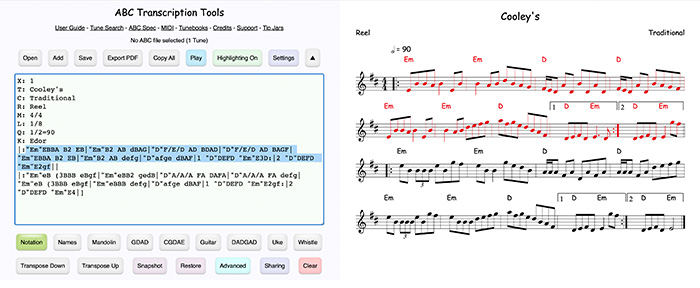 ABC Transcription Tools
User Guide - Tune Search - ABC Spec - MIDI - Tunebooks - Credits - Support - Tip Jars
No ABC file selected (1 Tune)
Open Add Save Export PDF Copy All Play Highlighting On Settings ▲
X: 1
T: Cooley's
C: Traditional
R: Reel
M: 4/4
L: 1/8
Q: 1/2=90
K: Edor
|:"Em"EBBA B2 EB|"Em"B2 AB dBAG|"D"F/E/D AD BDAD|"D"F/E/D AD BAGF|
"Em"EBBA B2 EB|"Em"B2 AB defg|"D"afge dBAF|1 "D"DEFD "Em"E3D:|2 "D"DEFD
"Em"E2gf||
|:"Em"eB (3BBB eBgf|"Em"eBB2 gedB|"D"A/A/A FA DAFA|"D"A/A/A FA defg|
"Em"eB (3BBB eBgf|"Em"eBBB defg|"D"afge dBAF|1 "D"DEFD "Em"E2gf:|2
"D"DEFD "Em"E4|]
Notation Names Mandolin GDAD CGDAE Guitar DADGAD Uke Whistle
Transpose Down Transpose Up Snapshot Restore Advanced Sharing Clear
Cooley's
Reel Traditional
= 90
Em Em D D
Em Em D 1 D Em 2 D Em
Em Em D D
3
Em Em D 1 D Em 2 D Em
3